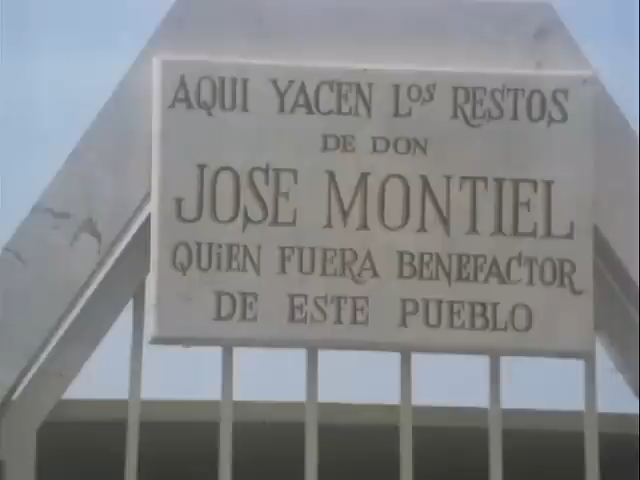 AQUI YACEN LOS RESTOS
DE DON
JOSE MONTIEL
QUiEN FUERA BENEFACTOR
DE ESTE PUEBLO